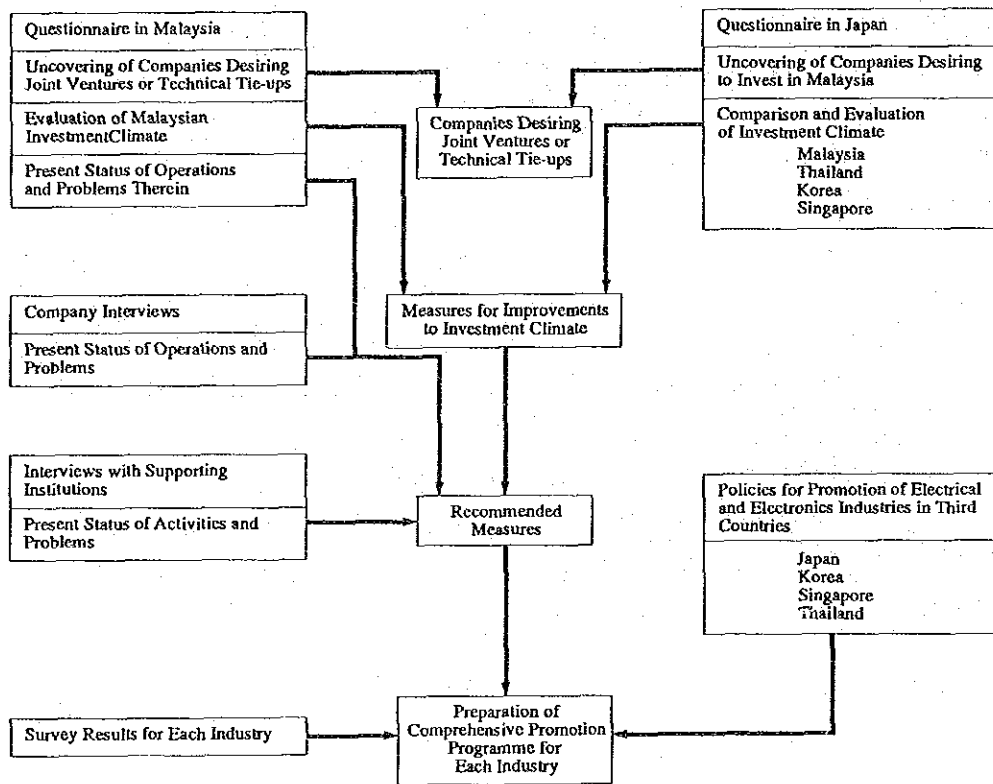 Questionnaire in Malaysia
Uncovering of Companies Desiring
Joint Ventures or Technical Tie-ups
Evaluation of Malaysian
InvestmentClimate
Present Status of Operations
and Problems Therein
Companies Desiring
Joint Ventures or
Technical Tie-ups
Questionnaire in Japan
Uncovering of Companies Desiring
to Invest in Malaysia
Comparison and Evaluation
of Investment Climate
Malaysia
Thailand
Korea
Singapore
Company Interviews
Present Status of Operations and
Problems
Measures for Improvements
to Investment Climate
Interviews with Supporting
Institutions
Present Status of Activities and
Problems
Recommended
Measures
Policies for Promotion of Electrical
and Electronics Industries in Third
Countries
Japan
Korea
Singapore
Thailand
Survey Results for Each Industry
Preparation of
Comprehensive Promotion
Programme for
Each Industry